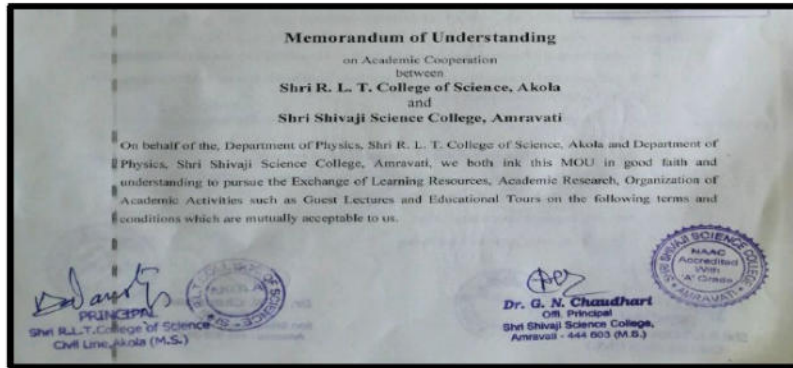 Memorandum of Understanding
on Academic Cooperation
between
Shri R. L. T. College of Science, Akola
and
Shri Shivaji Science College, Amravati
On behalf of the, Department of Physics, Shri R. L. T. College of Science, Akola and Department of
Physics, Shri Shivaji Science College, Amravati, we both ink this MOU in good faith and
understanding to pursue the Exchange of Learning Resources, Academic Research, Organization of
Academic Activities such as Guest Lectures and Educational Tours on the following terms and
conditions which are mutually acceptable to us.
PRINCIPAL
Shri R.L.T.College of Science
Civil Line,Akola (M.S.)
Dr. G. N. Chaudhari
Offi. Principal
Shri Shivaji Science College,
Amravati - 444 603 (M.S.)
SHRI SHIVAJI SCIENCE COLLEGE
NAAC
Accredited
With
'A' Grade
AMRAVATI